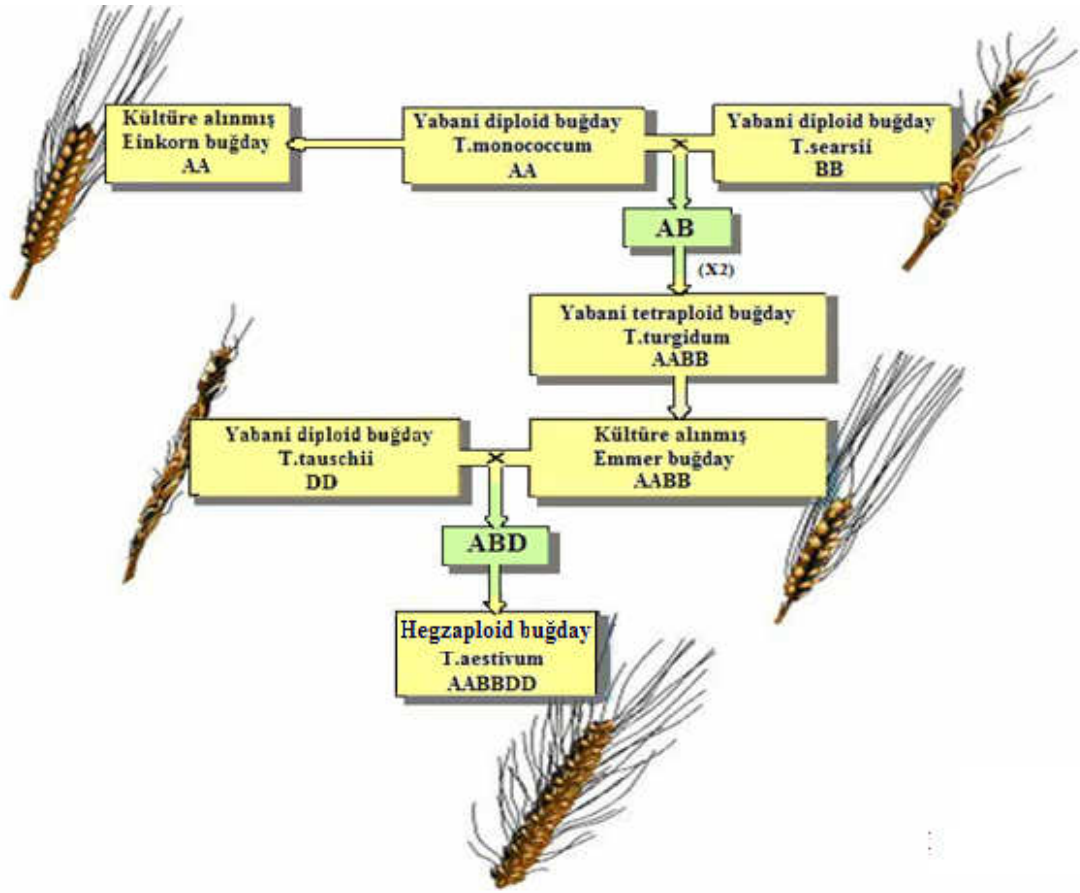 Kültüre alınmış
Einkorn buğday
AA
Yabani diploid buğday
T.monococcum
AA
×
Yabani diploid buğday
T.searsii
BB
AB
(X2)
Yabani tetraploid buğday
T.turgidum
AABB
Yabani diploid buğday
T.tauschii
DD
×
Kültüre alınmış
Emmer buğday
AABB
ABD
Hegzaploid buğday
T.aestivum
AABBDD